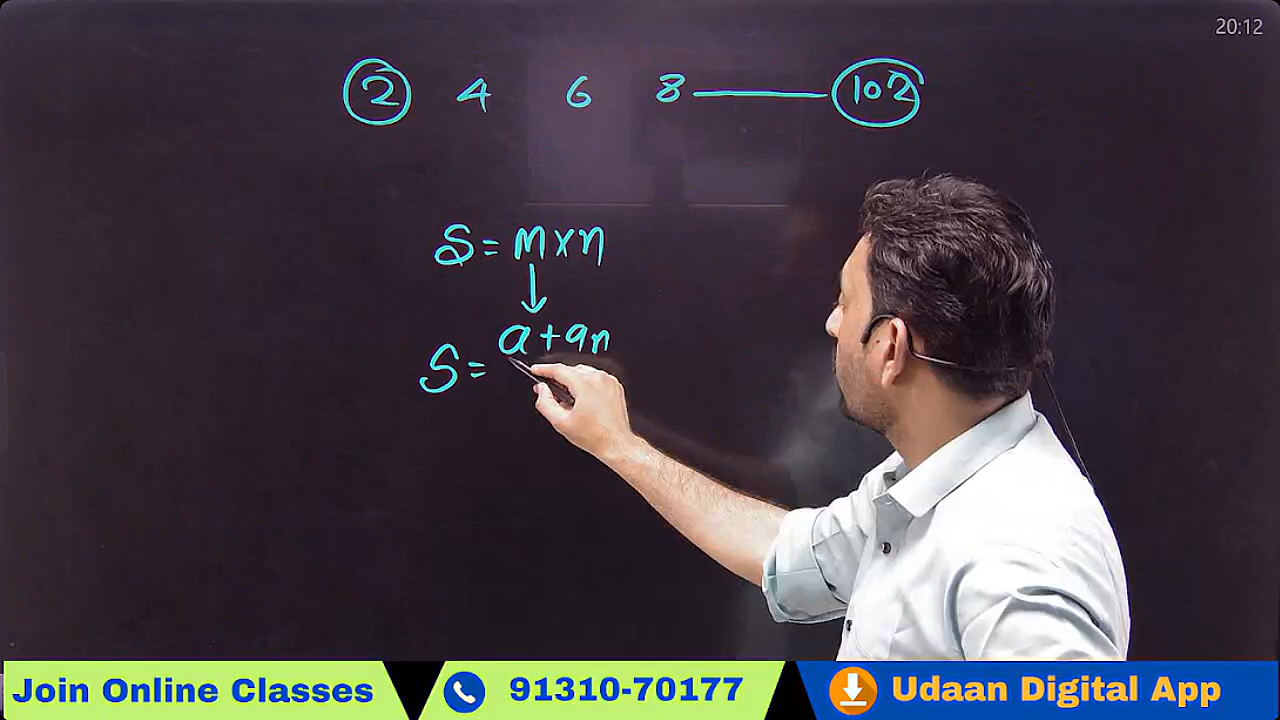 20:12
2 4 6 8 —— 102
S = m×n
↓
a + an
S =
Join Online Classes
91310-70177
Udaan Digital App